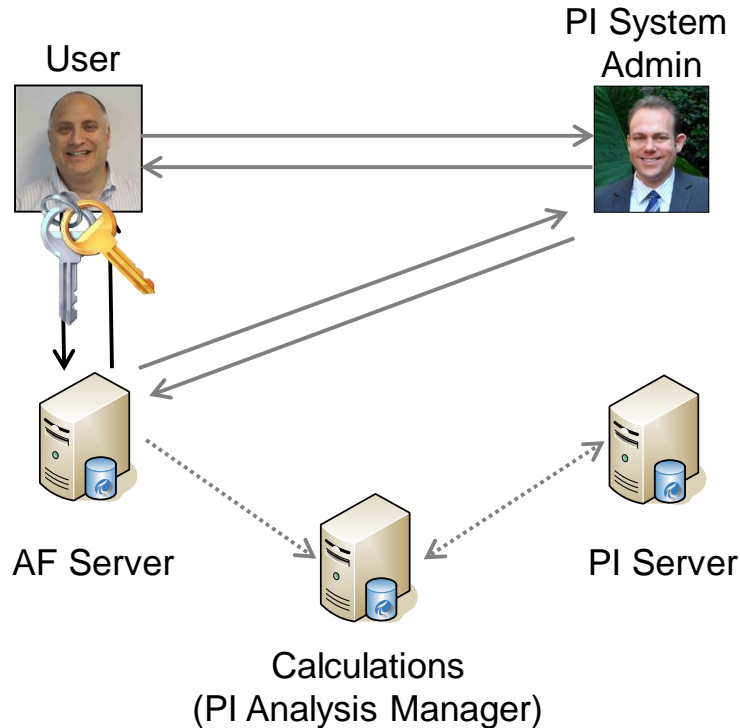 User
PI System
Admin
AF Server
PI Server
Calculations
(PI Analysis Manager)